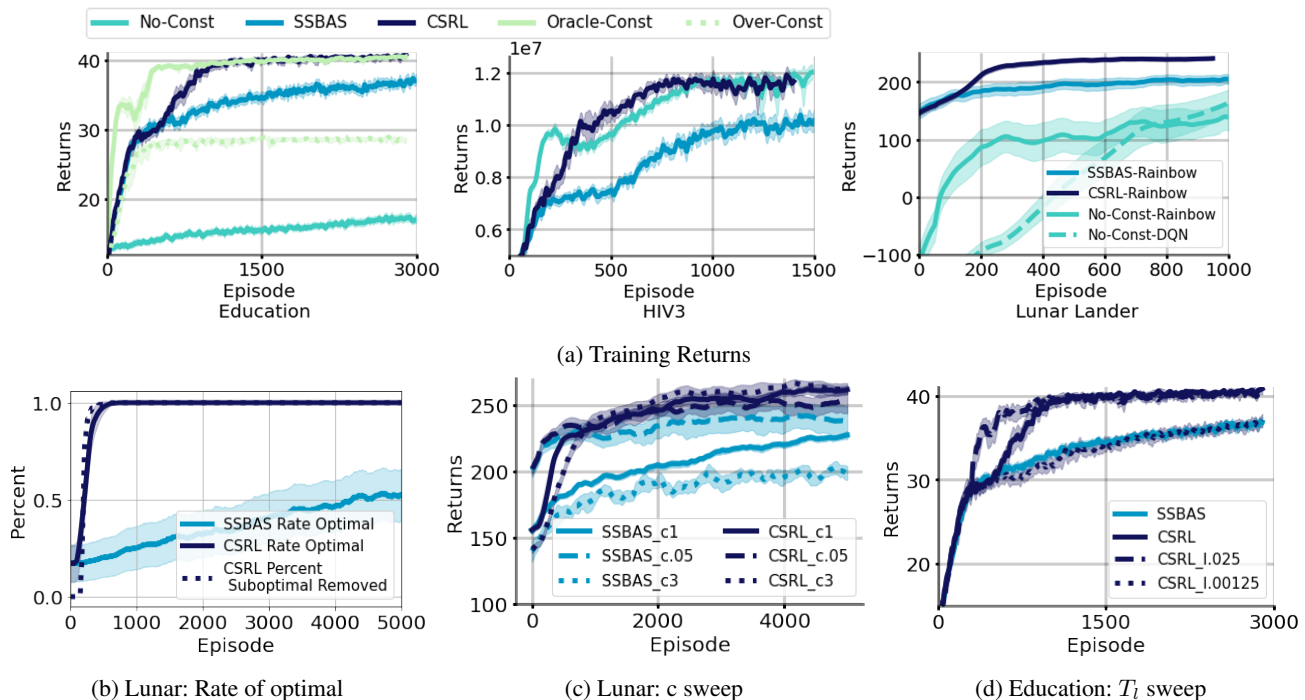 No-Const SSBAS CSRL Oracle-Const Over-Const
40
30
20
Returns
0 1500 3000
Episode
Education
1e7
1.2
1.0
0.8
0.6
Returns
0 500 1000 1500
Episode
HIV3
200
100
0
−100
Returns
SSBAS-Rainbow
CSRL-Rainbow
No-Const-Rainbow
No-Const-DQN
0 200 400 600 800 1000
Episode
Lunar Lander
(a) Training Returns
1.0
0.5
0.0
Percent
SSBAS Rate Optimal
CSRL Rate Optimal
CSRL Percent
Suboptimal Removed
0 1000 2000 3000 4000 5000
Episode
(b) Lunar: Rate of optimal
250
200
150
100
Returns
SSBAS_c1
SSBAS_c.05
SSBAS_c3
CSRL_c1
CSRL_c.05
CSRL_c3
0 2000 4000
Episode
(c) Lunar: c sweep
40
30
20
Returns
SSBAS
CSRL
CSRL_l.025
CSRL_l.00125
0 1500 3000
Episode
(d) Education: T_l sweep